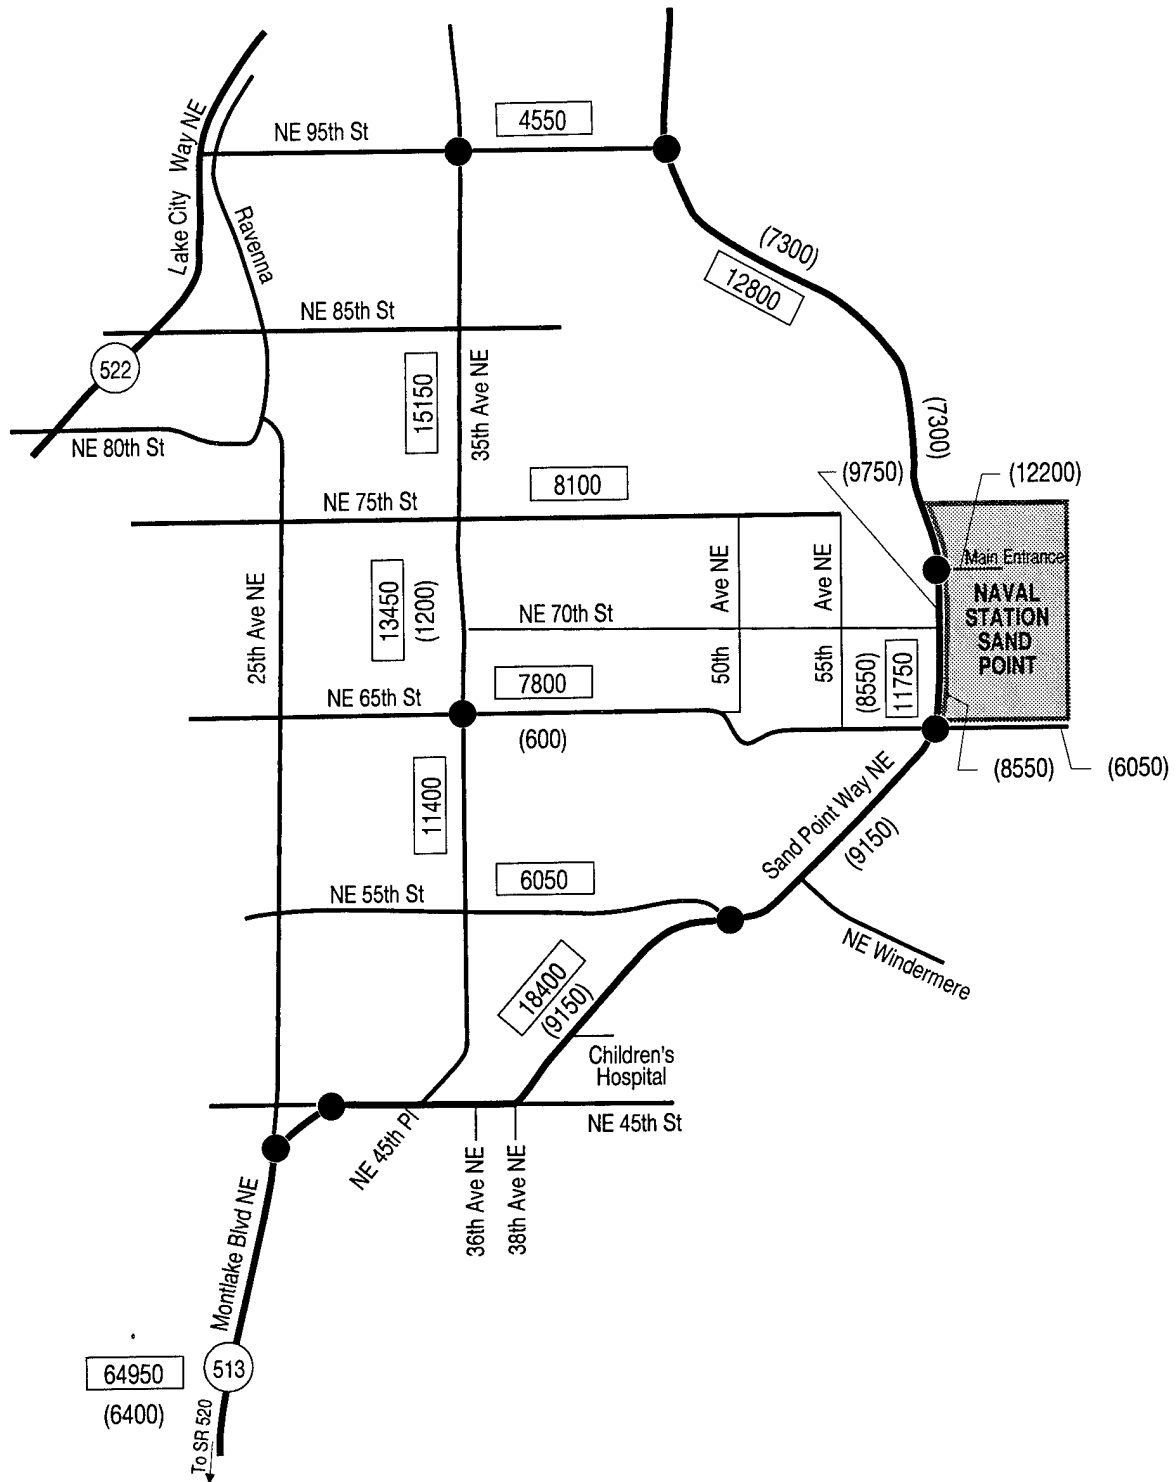 4550
NE 95th St
Lake City Way NE
Ravenna
(7300)
12800
NE 85th St
522
15150
35th Ave NE
(7300)
NE 80th St
8100
(9750)
(12200)
NE 75th St
Main Entrance
NAVAL
STATION
SAND
POINT
25th Ave NE
13450
(1200)
NE 70th St
50th Ave NE
55th Ave NE
(8550)
11750
7800
NE 65th St
(600)
(8550)
(6050)
11400
Sand Point Way NE
(9150)
6050
NE 55th St
NE Windermere
18400
(9150)
Children's
Hospital
NE 45th St
NE 45th Pl
36th Ave NE
38th Ave NE
Montlake Blvd NE
64950
513
(6400)
To SR 520